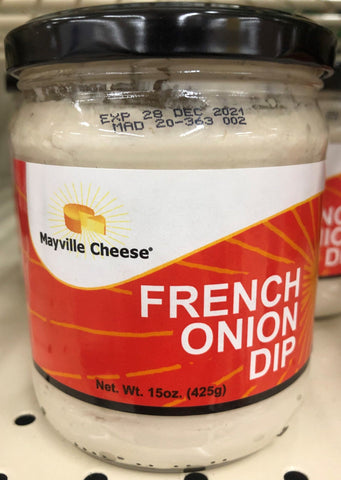 EXP 28 DEC 2021
MAD 20-363 002
Mayville Cheese®
FRENCH
ONION
DIP
Net. Wt. 15oz. (425g)